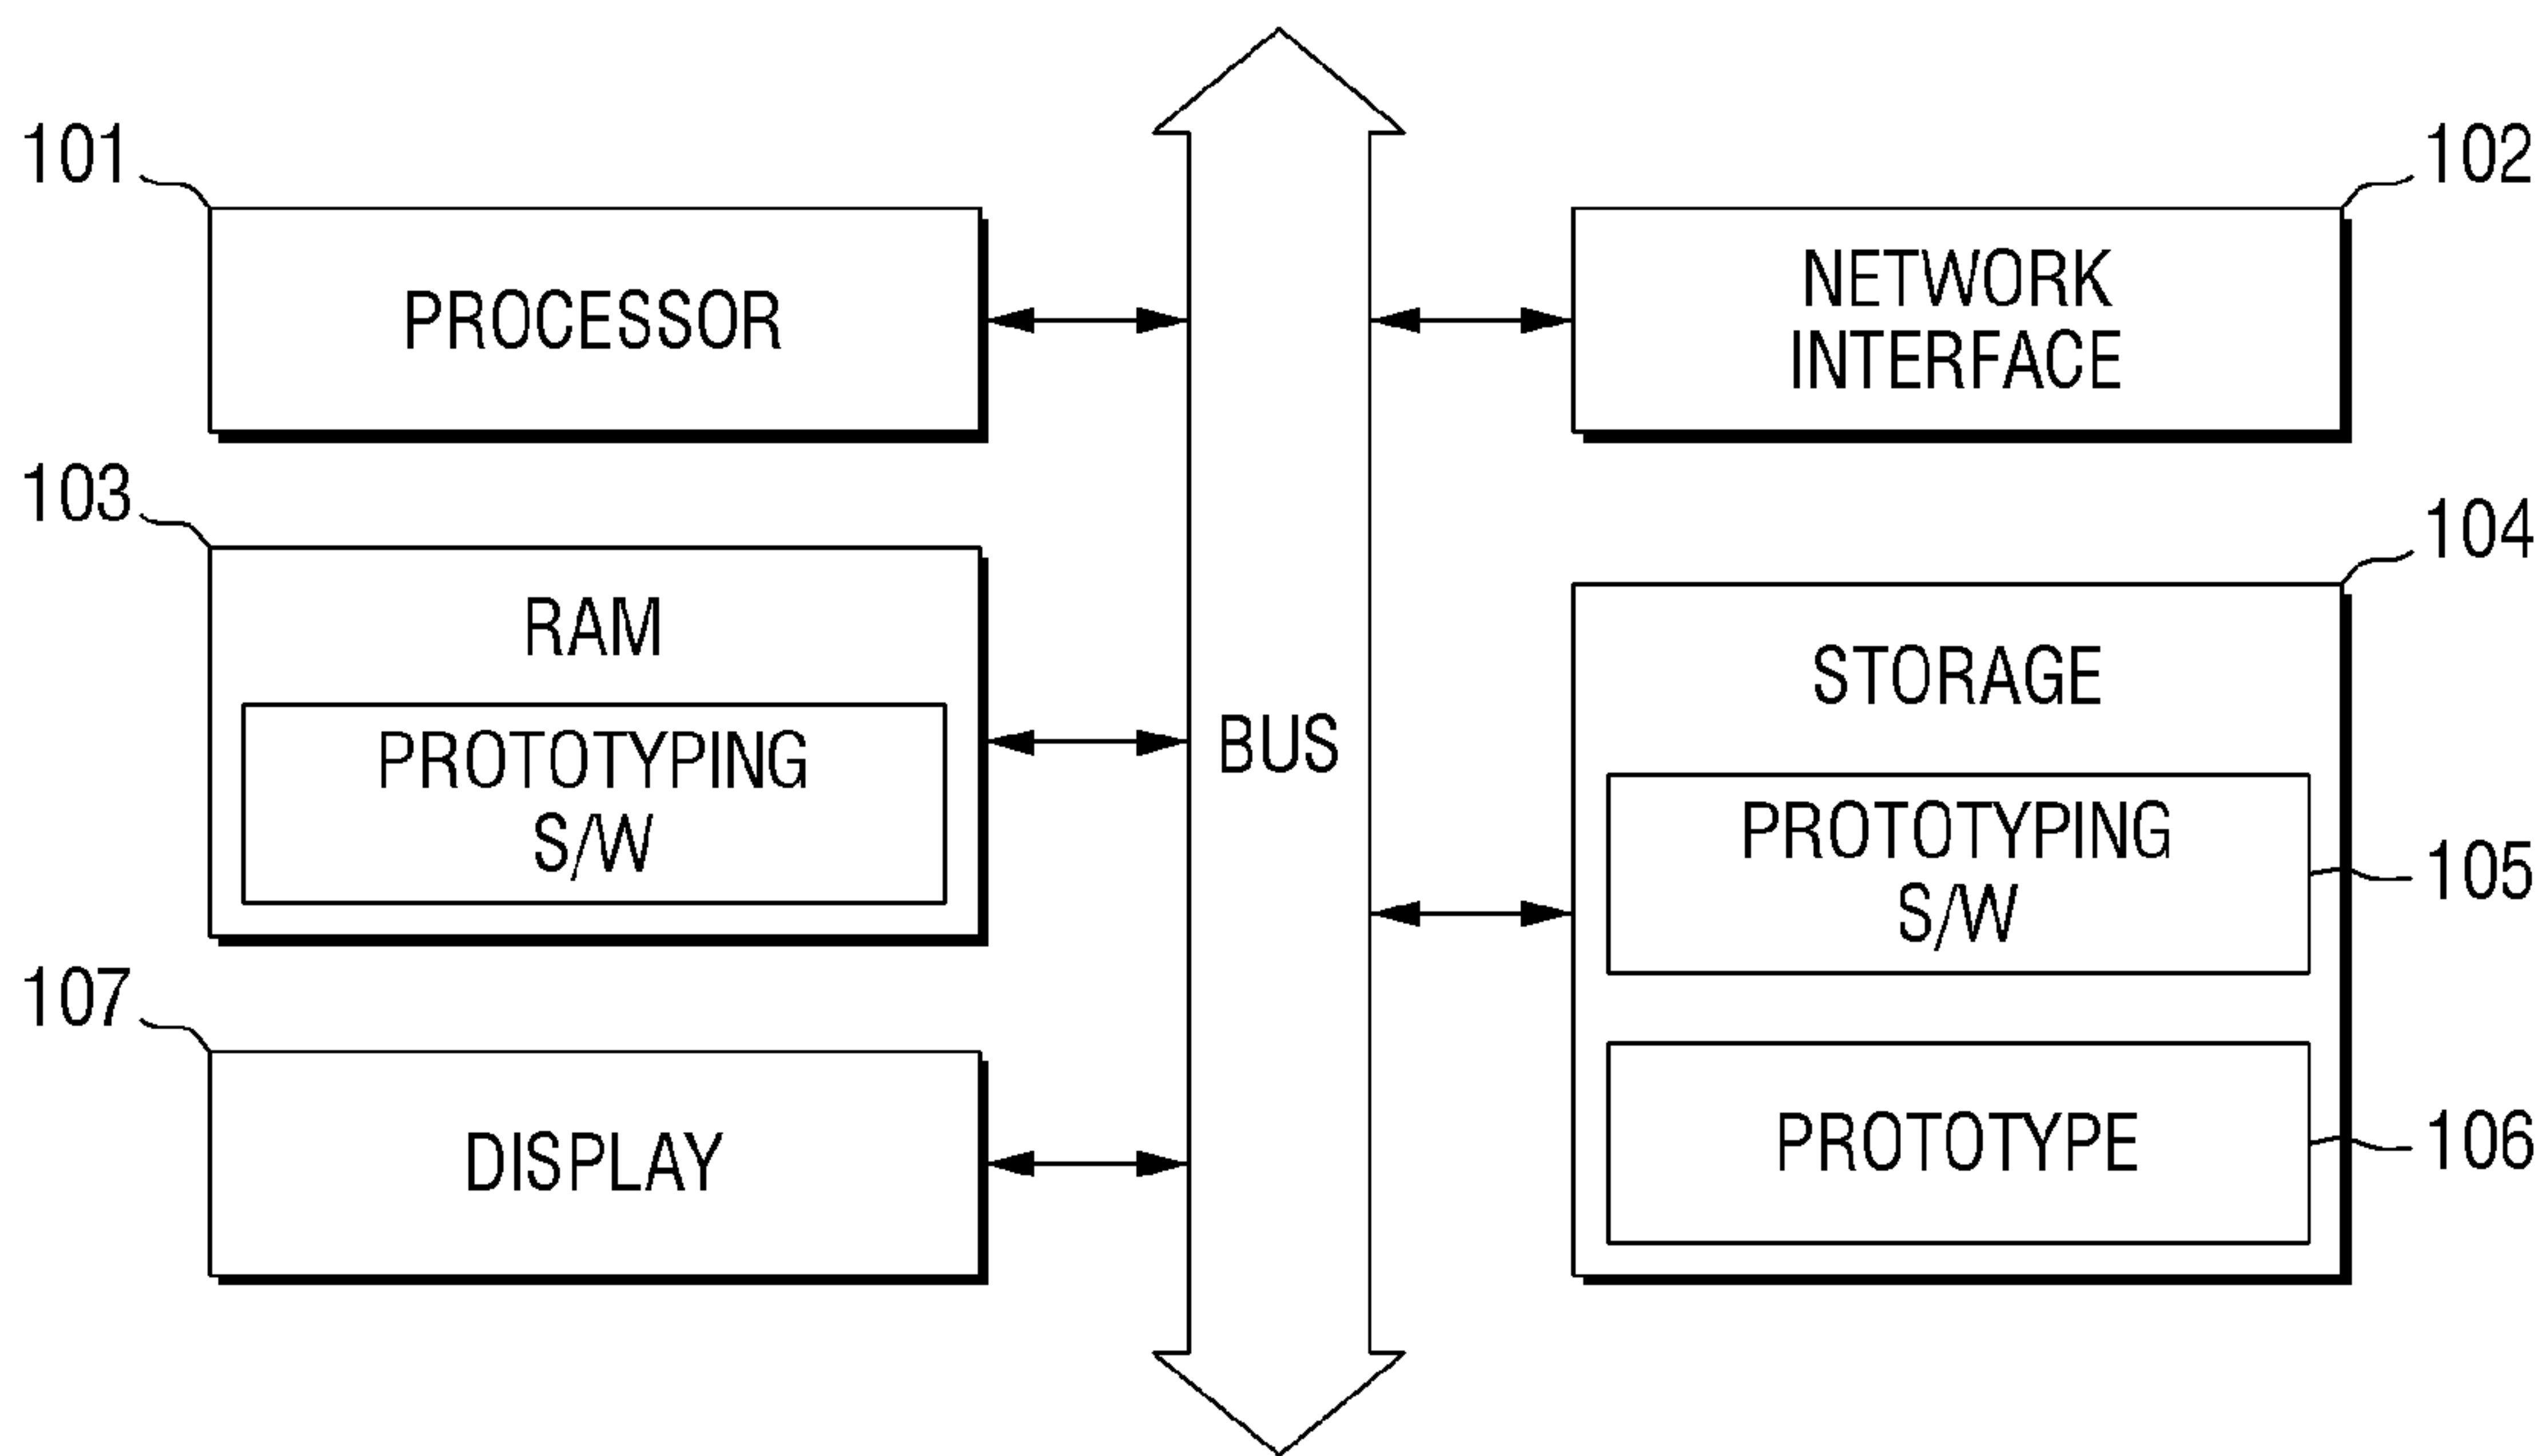 101
PROCESSOR
102
NETWORK
INTERFACE
103
RAM
PROTOTYPING
S/W
BUS
104
STORAGE
PROTOTYPING
S/W
105
PROTOTYPE
106
107
DISPLAY